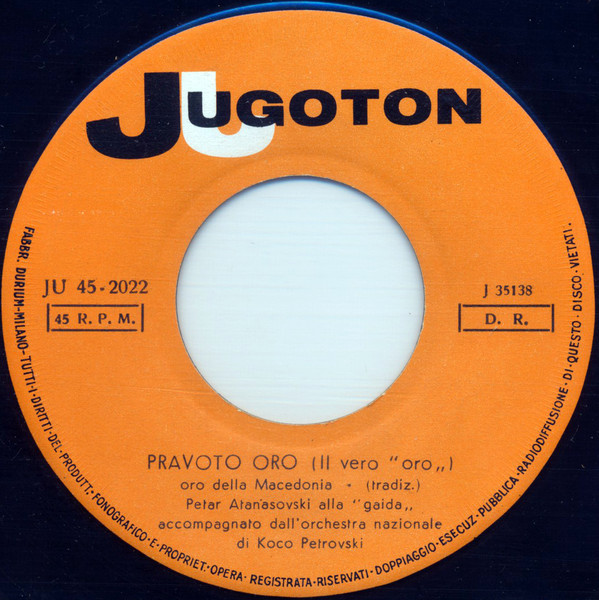 JUGOTON
JU 45-2022
45 R. P. M.
J 35138
D. R.
PRAVOTO ORO (Il vero “oro„)
oro della Macedonia - (tradiz.)
Petar Atanasovski alla “gaida„
accompagnato dall'orchestra nazionale
di Koco Petrovski
FABBR. DURIUM-MILANO-TUTTI·I·DIRITTI·DEL·PRODUTT. FONOGRAFICO·E·PROPRIET·OPERA·REGISTRATA·RISERVATI·DOPPIAGGIO·ESECUZ·PUBBLICA·RADIODIFFUSIONE·DI·QUESTO·DISCO·VIETATI.